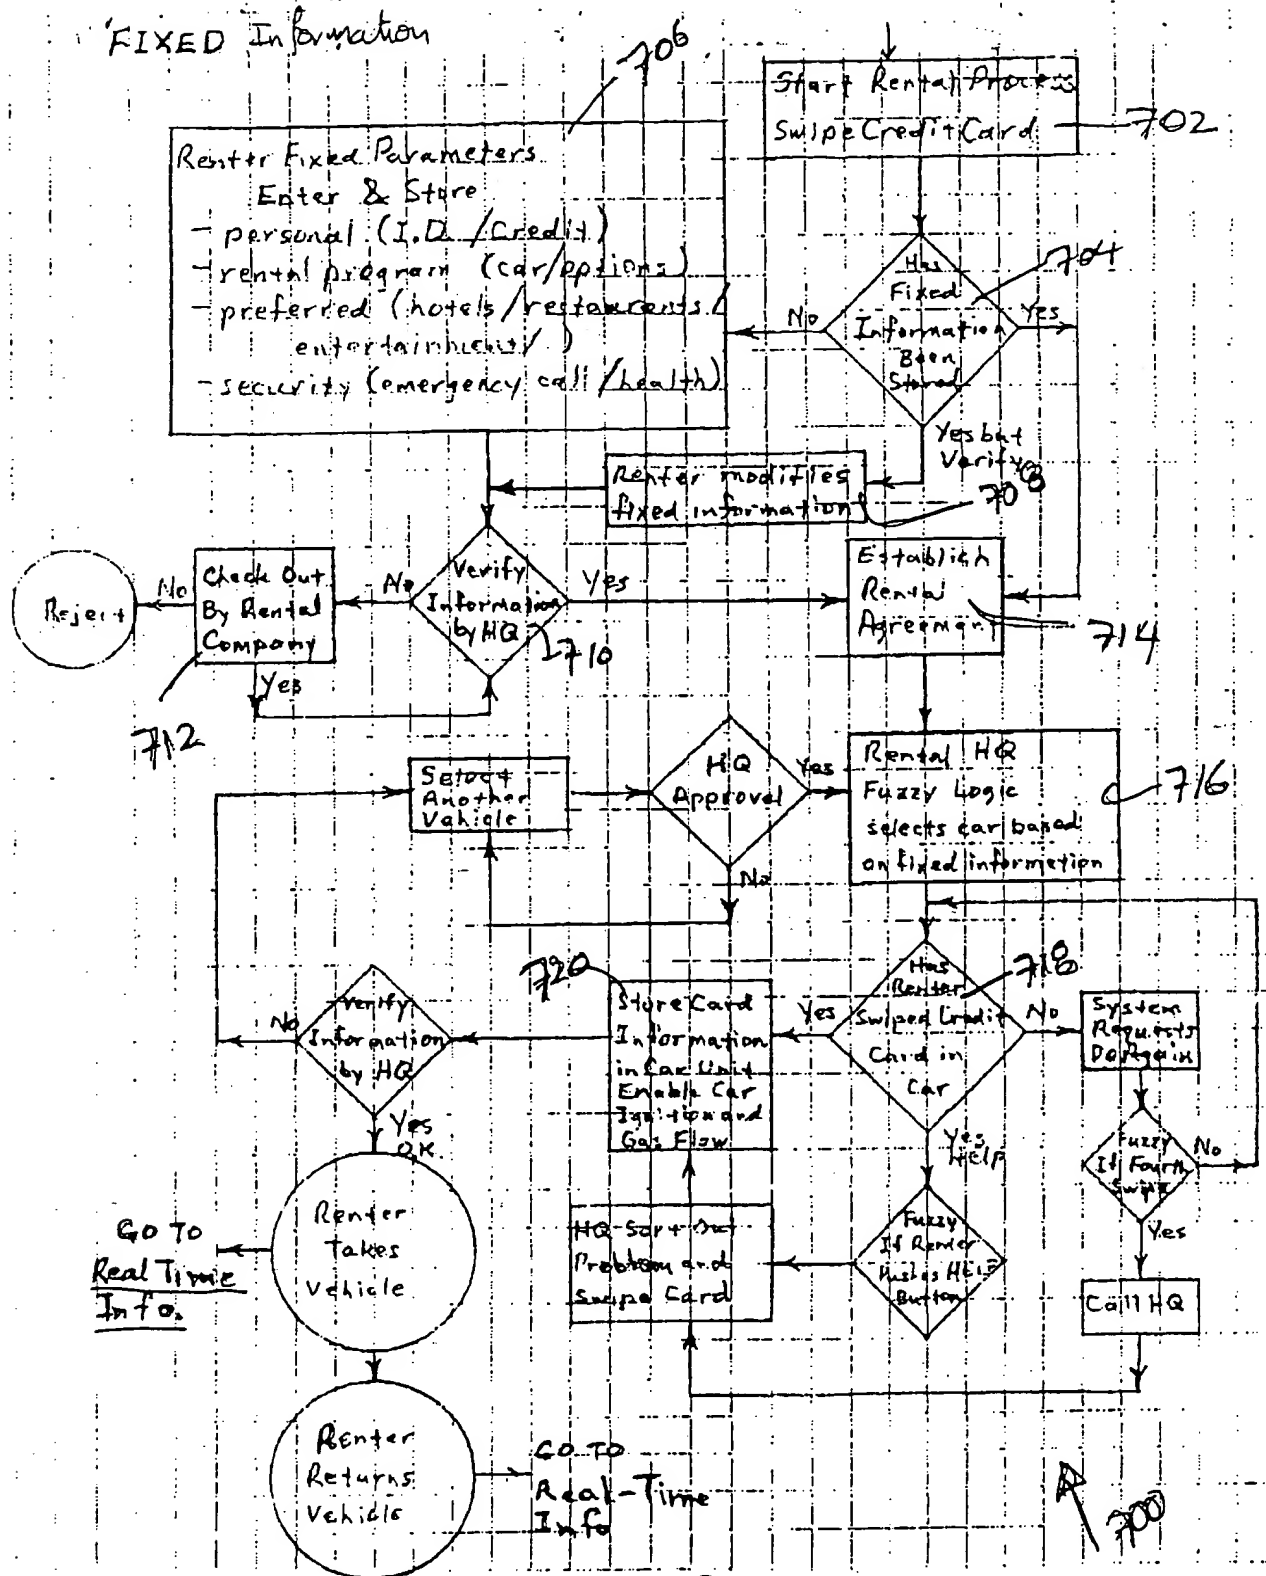 FIXED Information
706
Start Rental Process
Swipe Credit Card
702
Renter Fixed Parameters
Enter & Store
- personal (I.D. / Credit)
- rental program (car/options)
- preferred (hotels/restaurents/
entertainment/ )
- security (emergency call / health)
704
Has
Fixed
Information
Been
Stored
No
Yes
Yes but
Verify
Renter modifies
fixed information
708
Reject
No
Check Out
By Rental
Company
No
Verify
Information
by HQ
Yes
710
Establish
Rental
Agreement
714
Yes
712
Select
Another
Vehicle
HQ
Approval
Yes
No
Rental HQ
Fuzzy Logic
selects car based
on fixed information
716
720
Store Card
Information
in Car Unit
Enable Car
Ignition and
Gas Flow
Yes
Has
Renter
Swiped Credit
Card in
Car
718
No
System
Requests
Do Again
No
Verify
Information
by HQ
Yes
O.K.
Yes
HELP
Fuzzy
If Fourth
Swipe
No
Yes
Renter
Takes
Vehicle
GO TO
Real Time
Info.
HQ Sort Out
Problem and
Swipe Card
Fuzzy
If Renter
Pushes HELP
Button
Call HQ
Renter
Returns
Vehicle
GO TO
Real-Time
Info
700